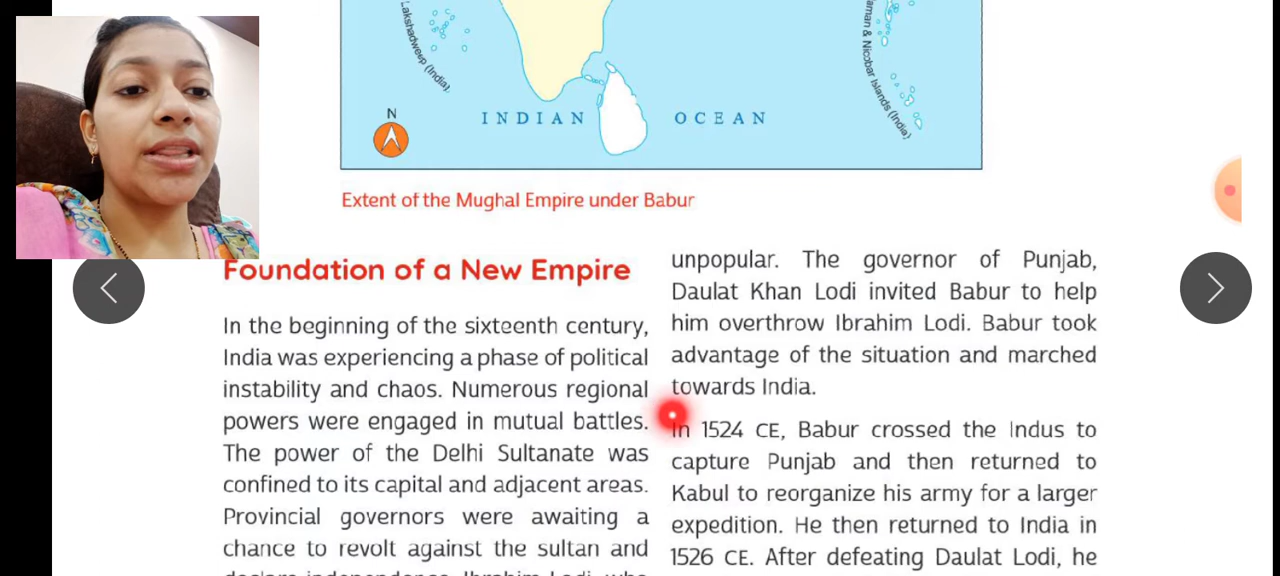 Lakshadweep (India)
aman & Nicobar Islands (India)
N
INDIAN OCEAN
Extent of the Mughal Empire under Babur
Foundation of a New Empire
In the beginning of the sixteenth century,
India was experiencing a phase of political
instability and chaos. Numerous regional
powers were engaged in mutual battles.
The power of the Delhi Sultanate was
confined to its capital and adjacent areas.
Provincial governors were awaiting a
chance to revolt against the sultan and
declare independence. Ibrahim Lodi, who
unpopular. The governor of Punjab,
Daulat Khan Lodi invited Babur to help
him overthrow Ibrahim Lodi. Babur took
advantage of the situation and marched
towards India.
In 1524 CE, Babur crossed the Indus to
capture Punjab and then returned to
Kabul to reorganize his army for a larger
expedition. He then returned to India in
1526 CE. After defeating Daulat Lodi, he